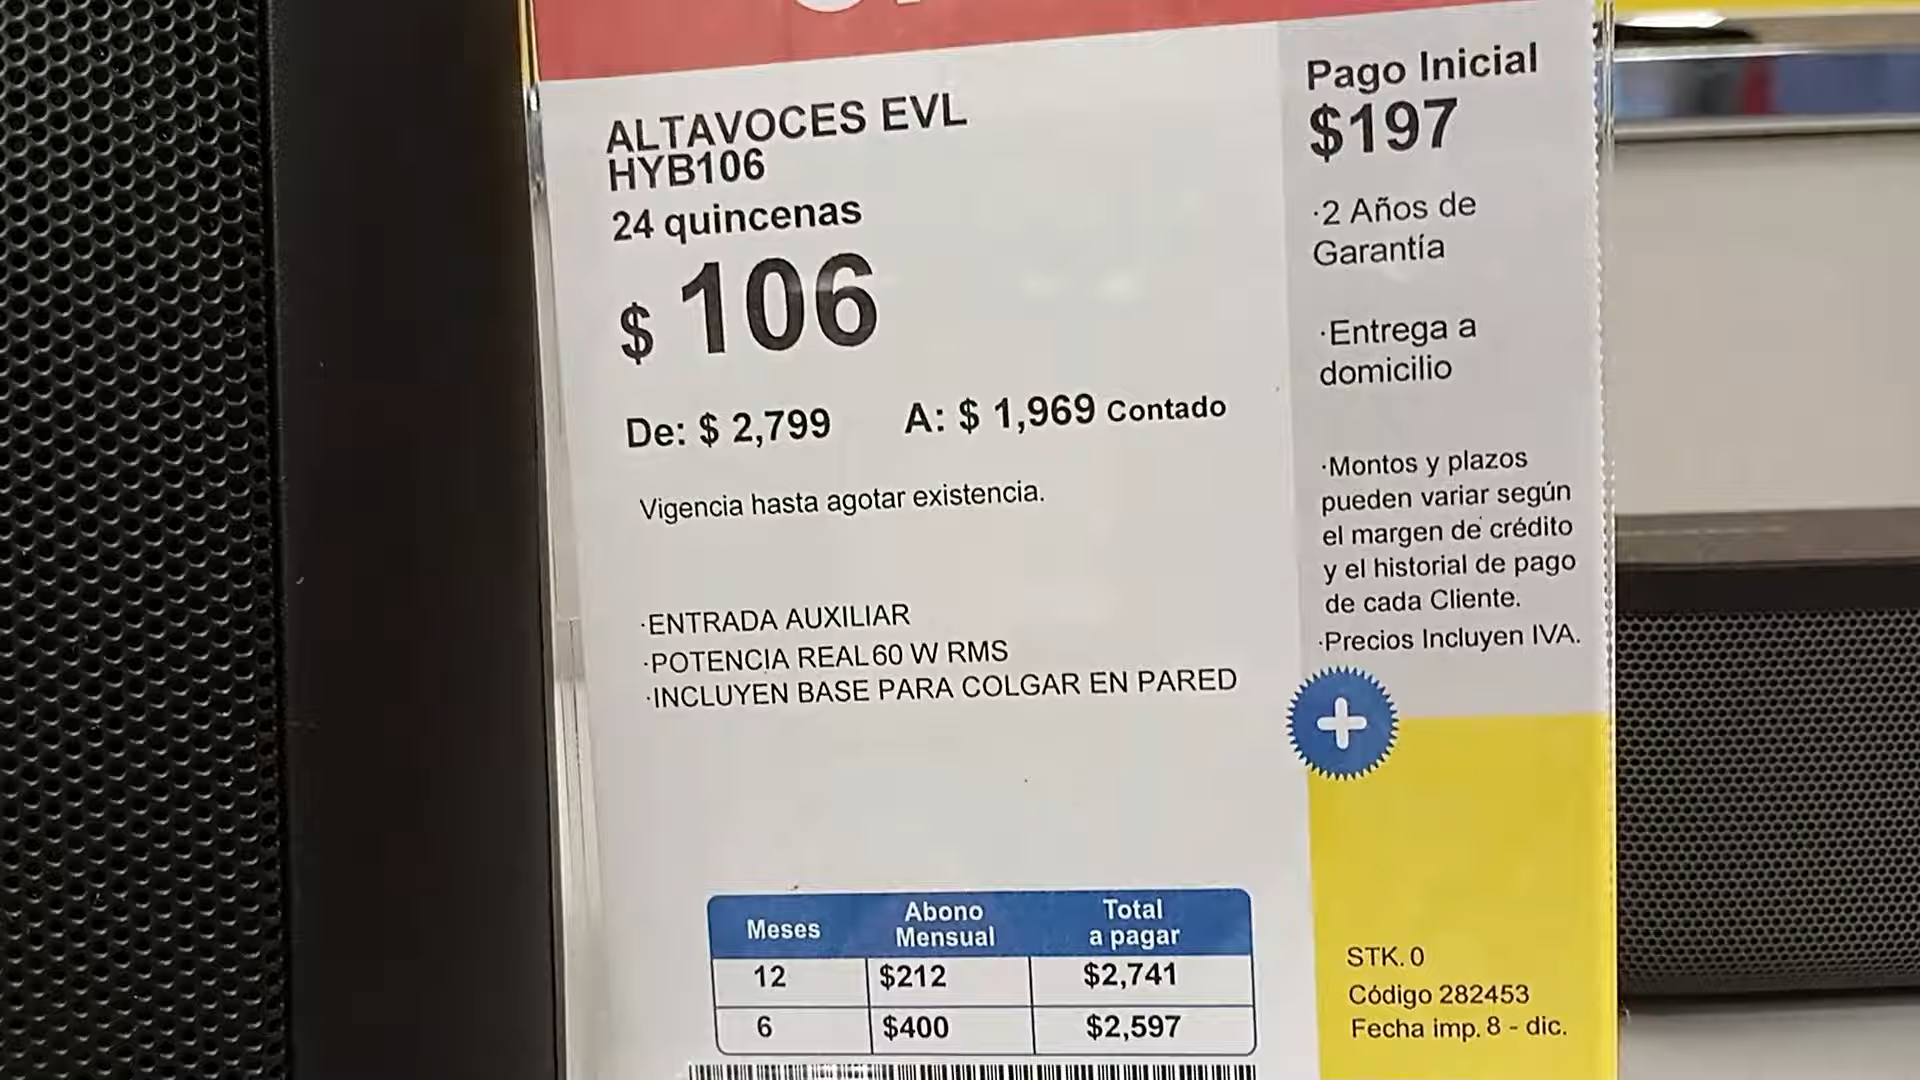 ALTAVOCES EVL
HYB106
24 quincenas
$ 106
De: $ 2,799 A: $ 1,969 Contado
Vigencia hasta agotar existencia.
·ENTRADA AUXILIAR
·POTENCIA REAL 60 W RMS
·INCLUYEN BASE PARA COLGAR EN PARED
Meses Abono Mensual Total a pagar
12 $212 $2,741
6 $400 $2,597
Pago Inicial
$197
·2 Años de
Garantía
·Entrega a
domicilio
·Montos y plazos
pueden variar según
el margen de crédito
y el historial de pago
de cada Cliente.
·Precios Incluyen IVA.
+
STK. 0
Código 282453
Fecha imp. 8 - dic.